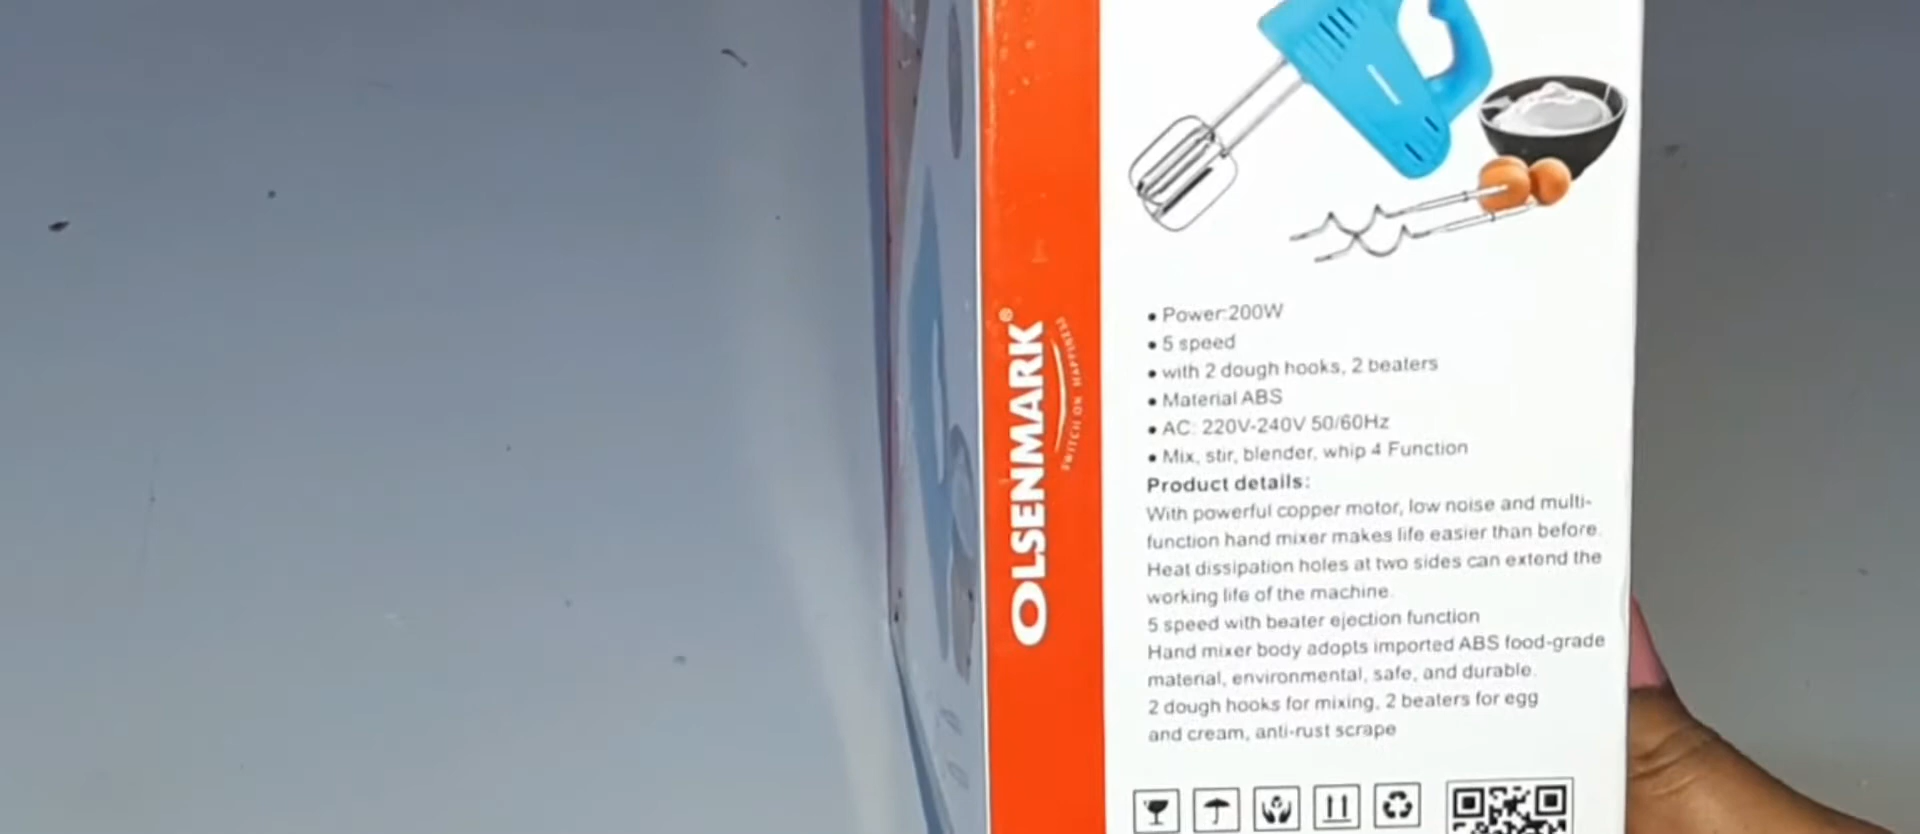 OLSENMARK®
SWITCH ON HAPPINESS
• Power:200W
• 5 speed
• with 2 dough hooks, 2 beaters
• Material ABS
• AC: 220V-240V 50/60Hz
• Mix, stir, blender, whip 4 Function
Product details:
With powerful copper motor, low noise and multi-
function hand mixer makes life easier than before.
Heat dissipation holes at two sides can extend the
working life of the machine.
5 speed with beater ejection function
Hand mixer body adopts imported ABS food-grade
material, environmental, safe, and durable.
2 dough hooks for mixing, 2 beaters for egg
and cream, anti-rust scrape